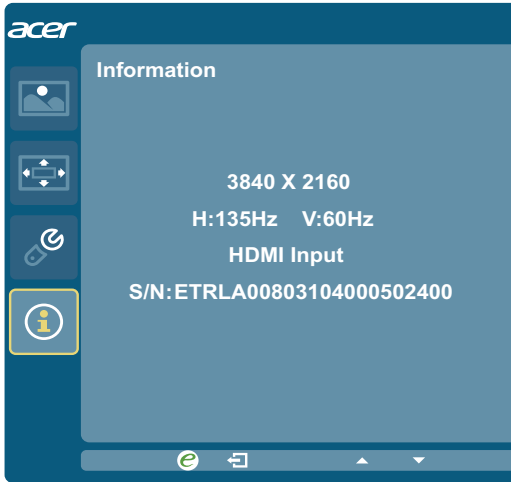 acer
Information
3840 X 2160
H:135Hz V:60Hz
HDMI Input
S/N:ETRLA00803104000502400
e